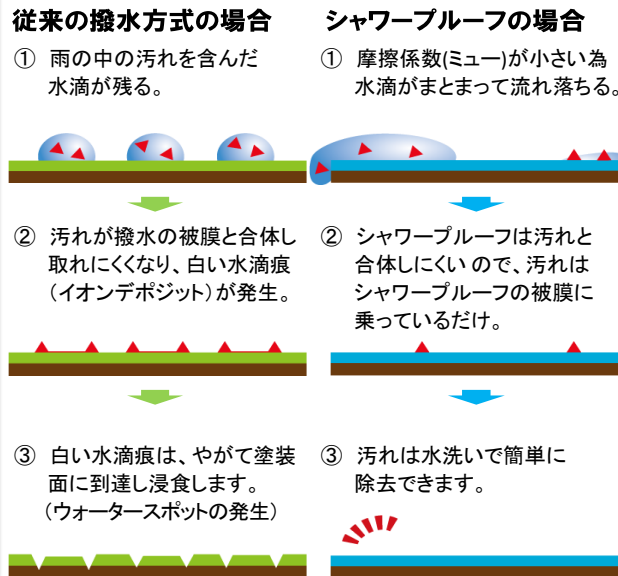 従来の撥水方式の場合
① 雨の中の汚れを含んだ
水滴が残る。
② 汚れが撥水の被膜と合体し
取れにくくなり、白い水滴痕
（イオンデポジット）が発生。
③ 白い水滴痕は、やがて塗装
面に到達し浸食します。
（ウォータースポットの発生）
シャワープルーフの場合
① 摩擦係数(ミュー)が小さい為
水滴がまとまって流れ落ちる。
② シャワープルーフは汚れと
合体しにくいので、汚れは
シャワープルーフの被膜に
乗っているだけ。
③ 汚れは水洗いで簡単に
除去できます。